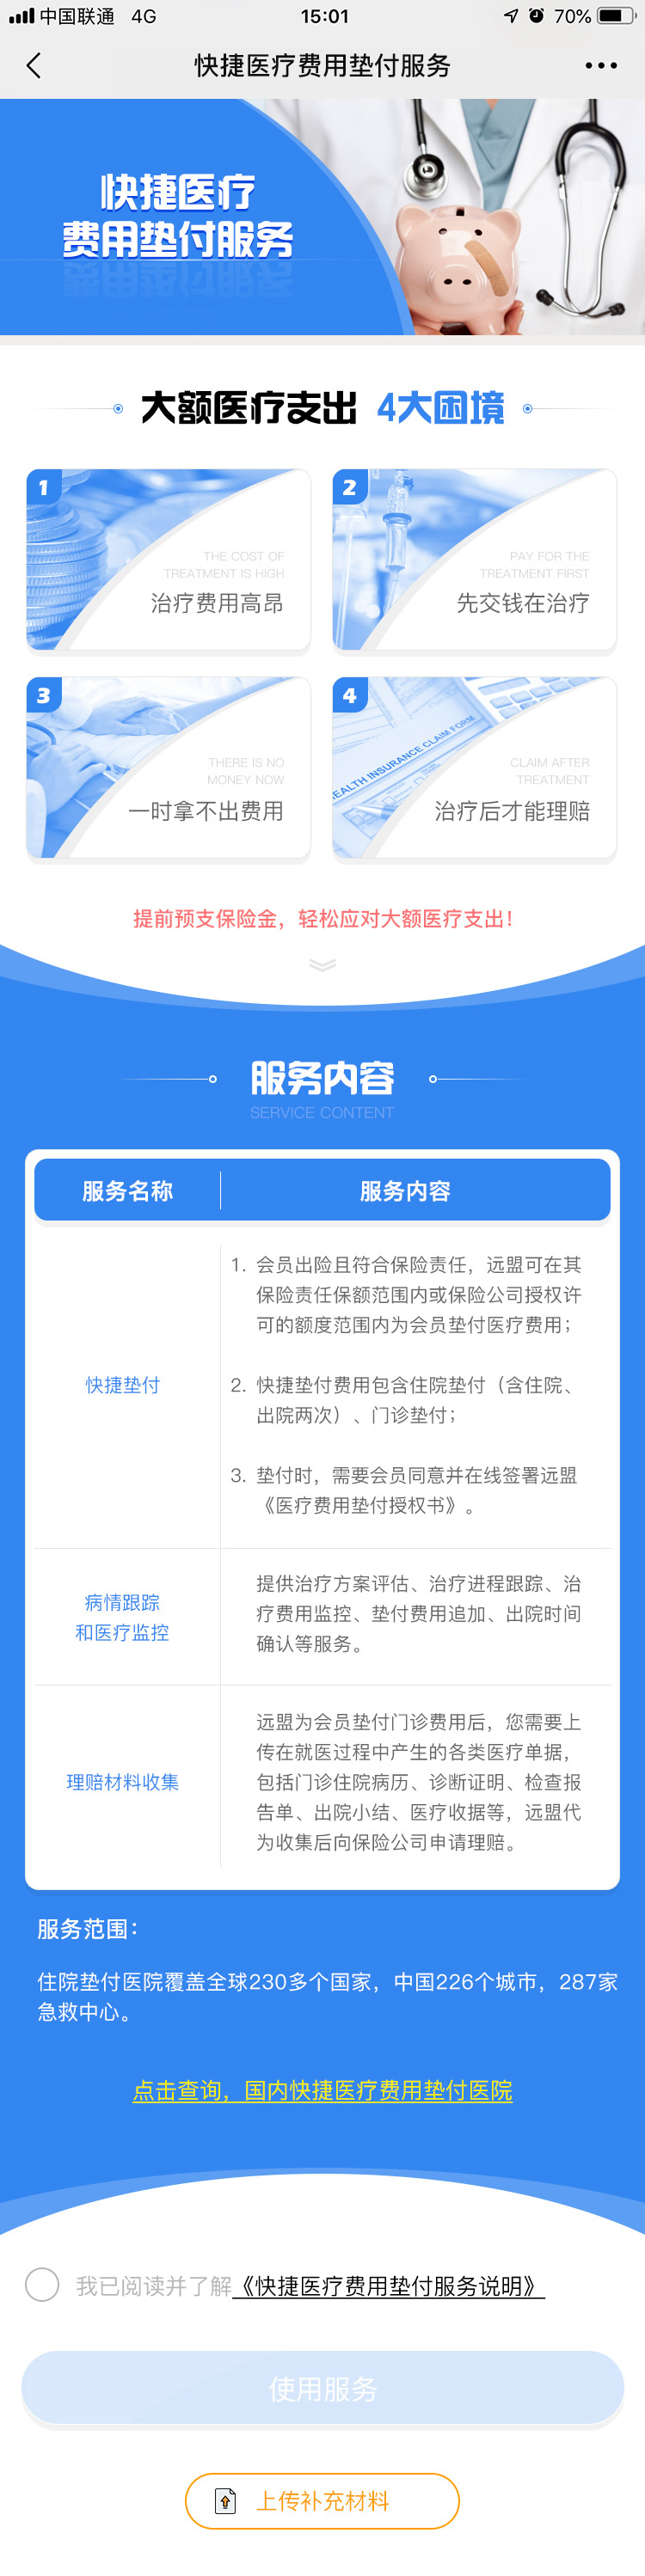 中国联通 4G 15:01 70%
快捷医疗费用垫付服务
快捷医疗
费用垫付服务
大额医疗支出 4大困境
1
THE COST OF
TREATMENT IS HIGH
治疗费用高昂
2
PAY FOR THE
TREATMENT FIRST
先交钱在治疗
3
THERE IS NO
MONEY NOW
一时拿不出费用
4
HEALTH INSURANCE CLAIM FORM
CLAIM AFTER
TREATMENT
治疗后才能理赔
提前预支保险金，轻松应对大额医疗支出！
服务内容
SERVICE CONTENT
服务名称 服务内容
快捷垫付
1. 会员出险且符合保险责任，远盟可在其
保险责任保额范围内或保险公司授权许
可的额度范围内为会员垫付医疗费用；
2. 快捷垫付费用包含住院垫付（含住院、
出院两次）、门诊垫付；
3. 垫付时，需要会员同意并在线签署远盟
《医疗费用垫付授权书》。
病情跟踪
和医疗监控
提供治疗方案评估、治疗进程跟踪、治
疗费用监控、垫付费用追加、出院时间
确认等服务。
理赔材料收集
远盟为会员垫付门诊费用后，您需要上
传在就医过程中产生的各类医疗单据，
包括门诊住院病历、诊断证明、检查报
告单、出院小结、医疗收据等，远盟代
为收集后向保险公司申请理赔。
服务范围：
住院垫付医院覆盖全球230多个国家，中国226个城市，287家
急救中心。
点击查询，国内快捷医疗费用垫付医院
我已阅读并了解《快捷医疗费用垫付服务说明》
使用服务
上传补充材料